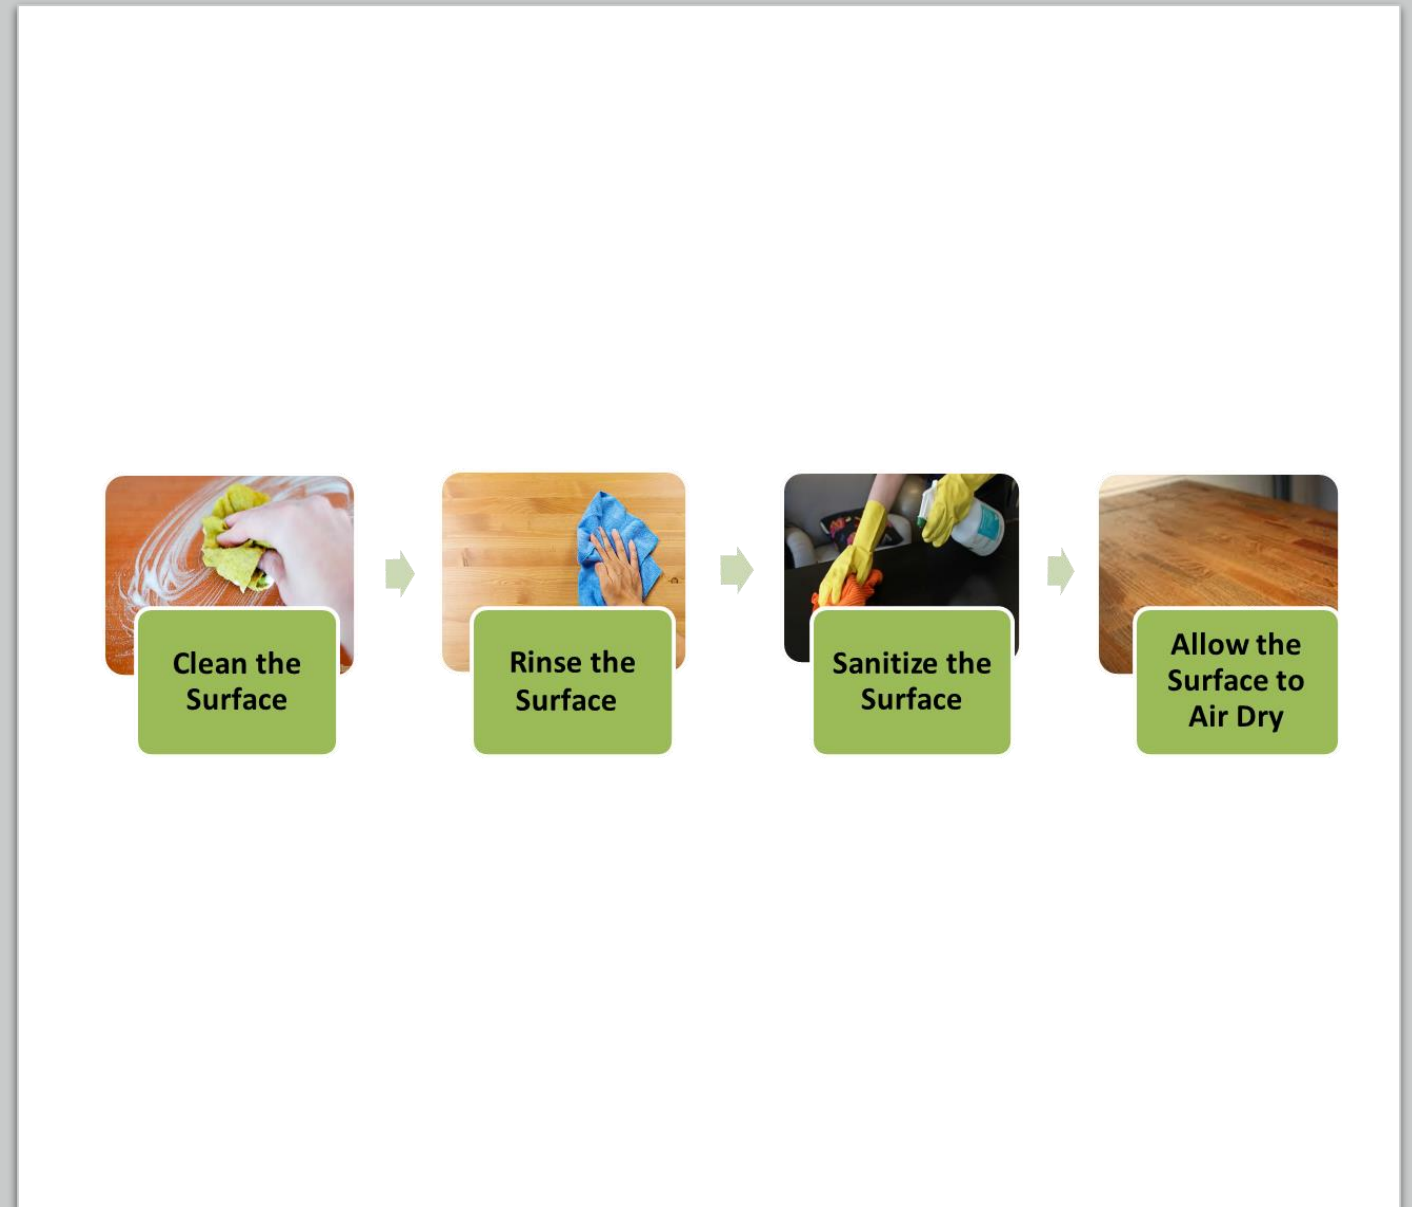 Clean the
Surface
Rinse the
Surface
Sanitize the
Surface
Allow the
Surface to
Air Dry